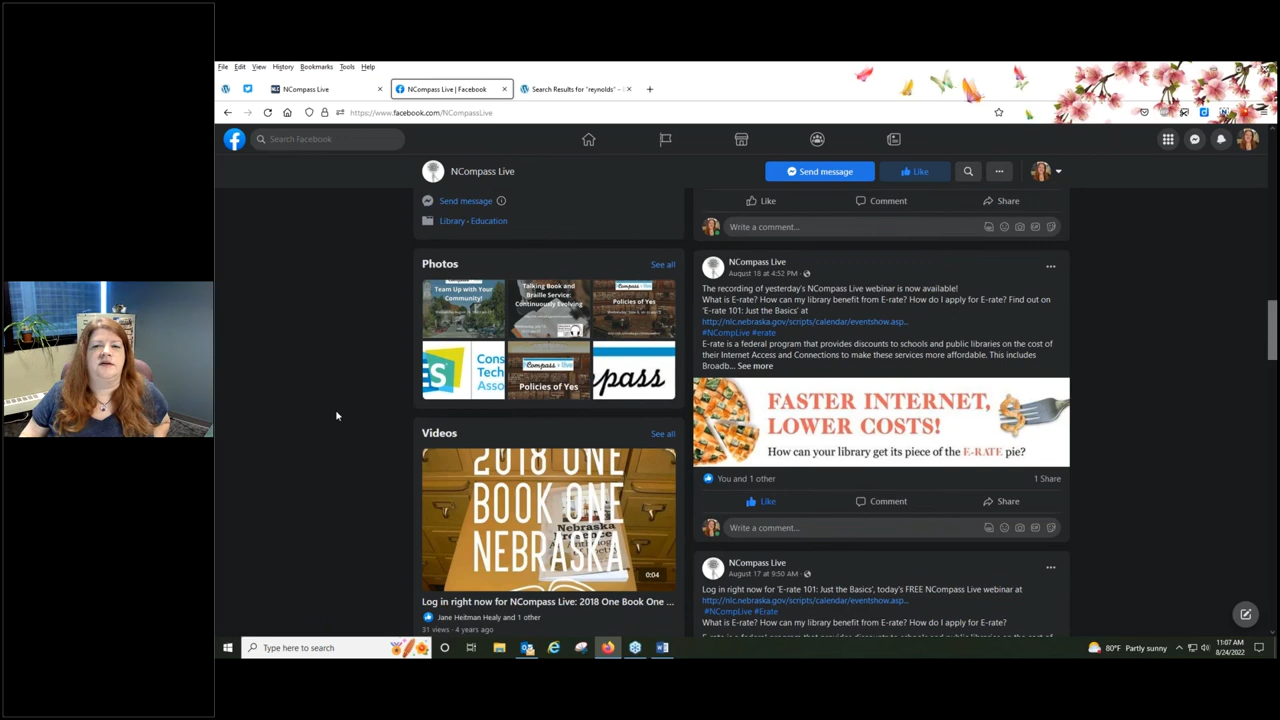 File Edit View History Bookmarks Tools Help
NCompass Live
NCompass Live | Facebook
Search Results for "reynolds" –
https://www.facebook.com/NCompassLive
Search Facebook
NCompass Live
Send message
Like
Send message
Library · Education
Photos
See all
Team Up with Your
Community!
Talking Book and
Braille Service:
Continuously Evolving
Policies of Yes
Cons
Tech
Asso
Compass live
Policies of Yes
pass
Videos
See all
2018 ONE
BOOK ONE
NEBRASKA
Nebraska
0:04
Log in right now for NCompass Live: 2018 One Book One ...
Jane Heitman Healy and 1 other
31 views · 4 years ago
Like Comment Share
Write a comment...
NCompass Live
August 18 at 4:52 PM ·
The recording of yesterday's NCompass Live webinar is now available!
What is E-rate? How can my library benefit from E-rate? How do I apply for E-rate? Find out on
'E-rate 101: Just the Basics' at
http://nlc.nebraska.gov/scripts/calendar/eventshow.asp...
#NCompLive #erate
E-rate is a federal program that provides discounts to schools and public libraries on the cost of
their Internet Access and Connections to make these services more affordable. This includes
Broadb... See more
FASTER INTERNET,
LOWER COSTS!
How can your library get its piece of the E-RATE pie?
You and 1 other
1 Share
Like Comment Share
Write a comment...
NCompass Live
August 17 at 9:50 AM ·
Log in right now for 'E-rate 101: Just the Basics', today's FREE NCompass Live webinar at
http://nlc.nebraska.gov/scripts/calendar/eventshow.asp...
#NCompLive #Erate
What is E-rate? How can my library benefit from E-rate? How do I apply for E-rate?
Type here to search
80°F Partly sunny
11:07 AM
8/24/2022